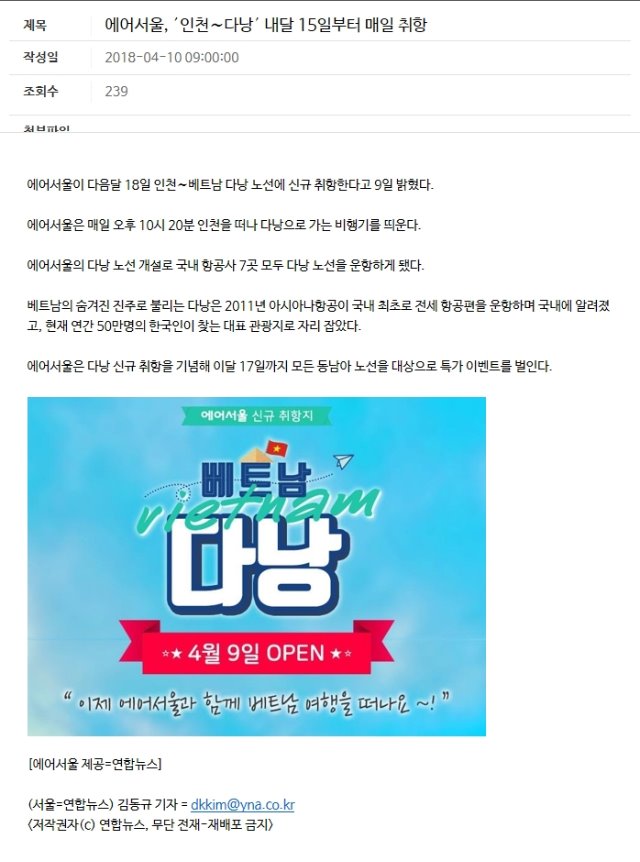 제목 에어서울, ′인천∼다낭′ 내달 15일부터 매일 취항
작성일 2018-04-10 09:00:00
조회수 239
첨부파일
에어서울이 다음달 18일 인천∼베트남 다낭 노선에 신규 취항한다고 9일 밝혔다.
에어서울은 매일 오후 10시 20분 인천을 떠나 다낭으로 가는 비행기를 띄운다.
에어서울의 다낭 노선 개설로 국내 항공사 7곳 모두 다낭 노선을 운항하게 됐다.
베트남의 숨겨진 진주로 불리는 다낭은 2011년 아시아나항공이 국내 최초로 전세 항공편을 운항하며 국내에 알려졌
고, 현재 연간 50만명의 한국인이 찾는 대표 관광지로 자리 잠았다.
에어서울은 다낭 신규 취항을 기념해 이달 17일까지 모든 동남아 노선을 대상으로 특가 이벤트를 벌인다.
에어서울 신규 취항지
베트남
vietnam
다낭
☆★ 4월 9일 OPEN ★☆
“ 이제 에어서울과 함께 베트남 여행을 떠나요 ~! ”
[에어서울 제공=연합뉴스]
(서울=연합뉴스) 김동규 기자 = dkkim@yna.co.kr
<저작권자(c) 연합뉴스, 무단 전재-재배포 금지>